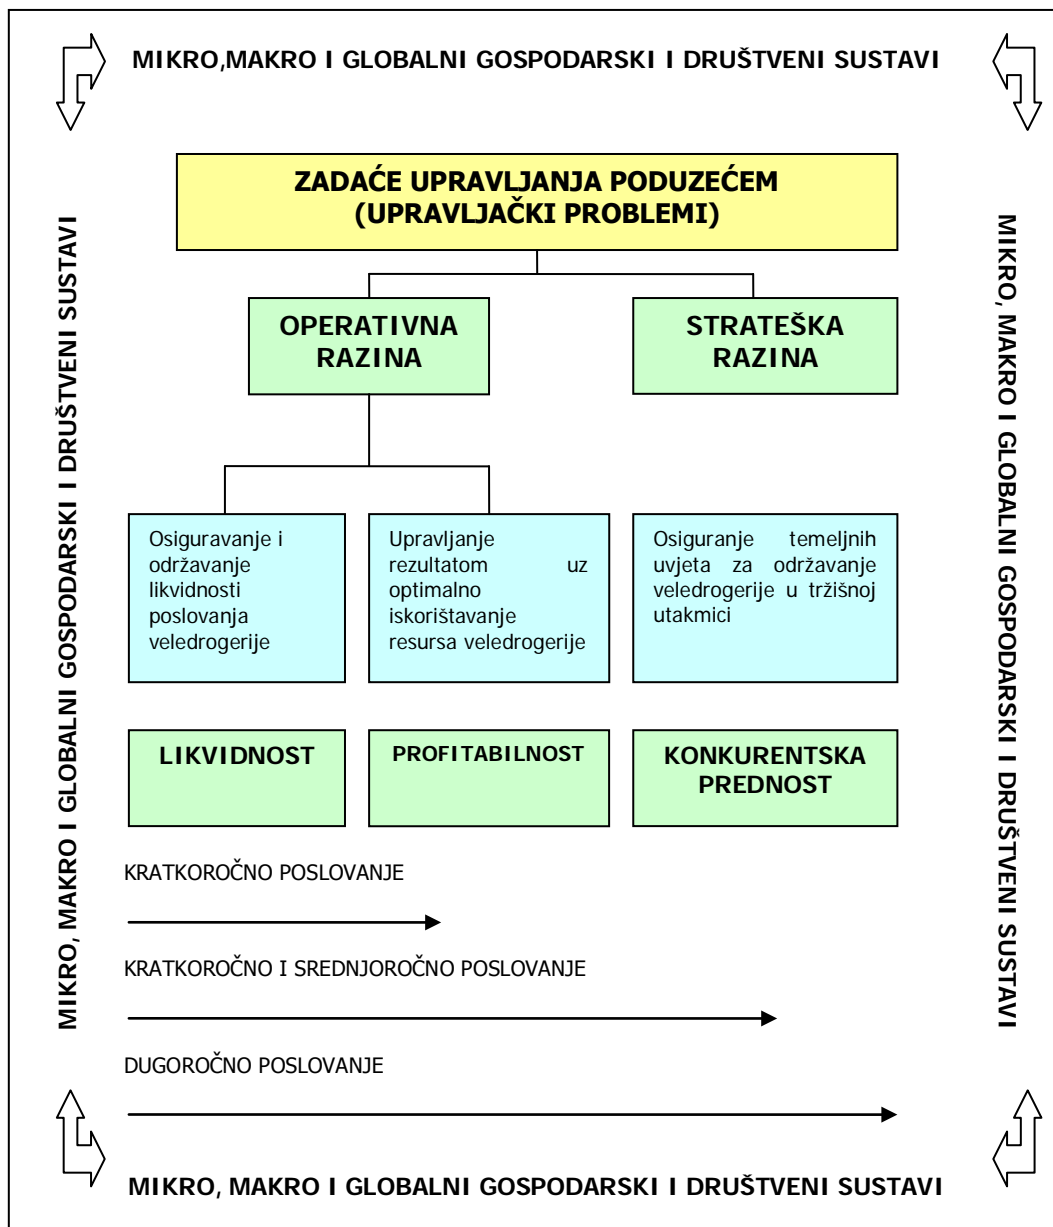 MIKRO,MAKRO I GLOBALNI GOSPODARSKI I DRUŠTVENI SUSTAVI
MIKRO, MAKRO I GLOBALNI GOSPODARSKI I DRUŠTVENI SUSTAVI
ZADAĆE UPRAVLJANJA PODUZEĆEM
(UPRAVLJAČKI PROBLEMI)
OPERATIVNA
RAZINA
STRATEŠKA
RAZINA
Osiguravanje i
održavanje
likvidnosti
poslovanja
veledrogerije
Upravljanje
rezultatom uz
optimalno
iskorištavanje
resursa veledrogerije
Osiguranje temeljnih
uvjeta za održavanje
veledrogerije u tržišnoj
utakmici
LIKVIDNOST
PROFITABILNOST
KONKURENTSKA
PREDNOST
KRATKOROČNO POSLOVANJE
KRATKOROČNO I SREDNJOROČNO POSLOVANJE
DUGOROČNO POSLOVANJE
MIKRO, MAKRO I GLOBALNI GOSPODARSKI I DRUŠTVENI SUSTAVI
MIKRO, MAKRO I GLOBALNI GOSPODARSKI I DRUŠTVENI SUSTAVI